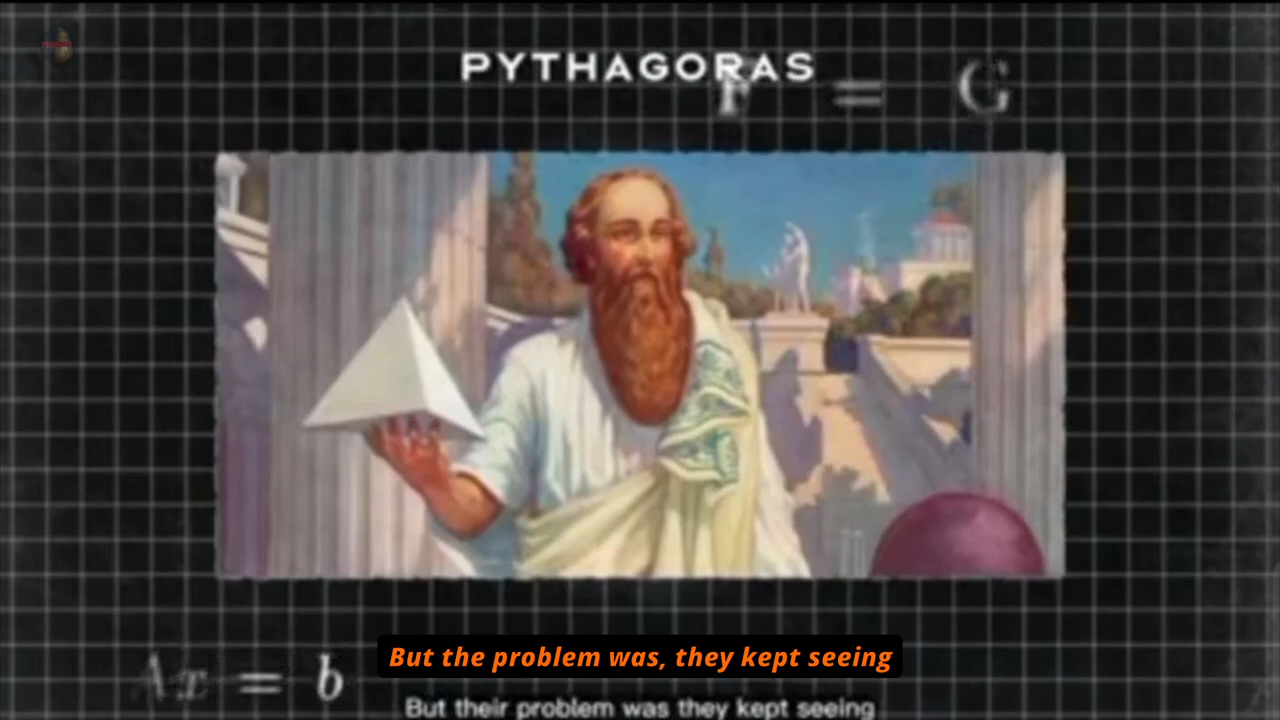 PYTHAGORAS
F = G
Ax = b
But the problem was, they kept seeing
But their problem was they kept seeing